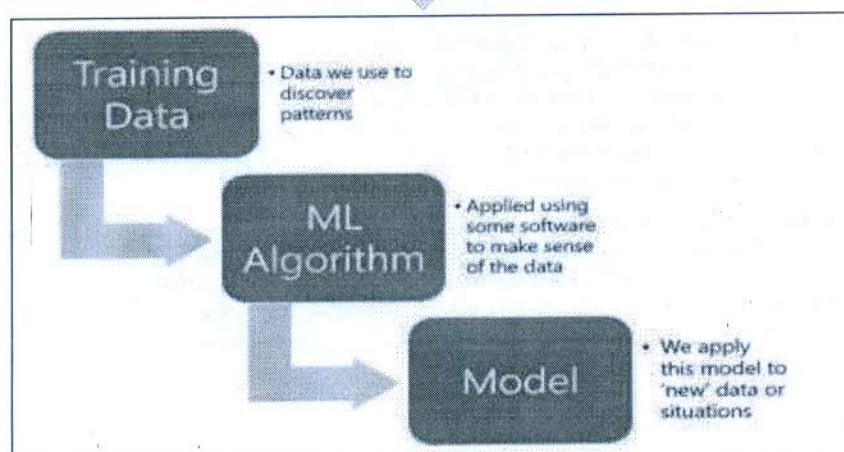 Training
Data
• Data we use to
discover
patterns
ML
Algorithm
• Applied using
some software
to make sense
of the data
Model
• We apply
this model to
'new' data or
situations